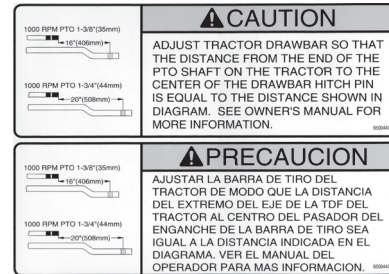 1000 RPM PTO 1-3/8"(35mm)
16"(406mm)
1000 RPM PTO 1-3/4"(44mm)
20"(508mm)
CAUTION
ADJUST TRACTOR DRAWBAR SO THAT
THE DISTANCE FROM THE END OF THE
PTO SHAFT ON THE TRACTOR TO THE
CENTER OF THE DRAWBAR HITCH PIN
IS EQUAL TO THE DISTANCE SHOWN IN
DIAGRAM. SEE OWNER'S MANUAL FOR
MORE INFORMATION.
1000 RPM PTO 1-3/8"(35mm)
16"(406mm)
1000 RPM PTO 1-3/4"(44mm)
20"(508mm)
PRECAUCION
AJUSTAR LA BARRA DE TIRO DEL
TRACTOR DE MODO QUE LA DISTANCIA
DEL EXTREMO DEL EJE DE LA TDF DEL
TRACTOR AL CENTRO DEL PASADOR DEL
ENGANCHE DE LA BARRA DE TIRO SEA
IGUAL A LA DISTANCIA INDICADA EN EL
DIAGRAMA. VER EL MANUAL DEL
OPERADOR PARA MAS INFORMACION.